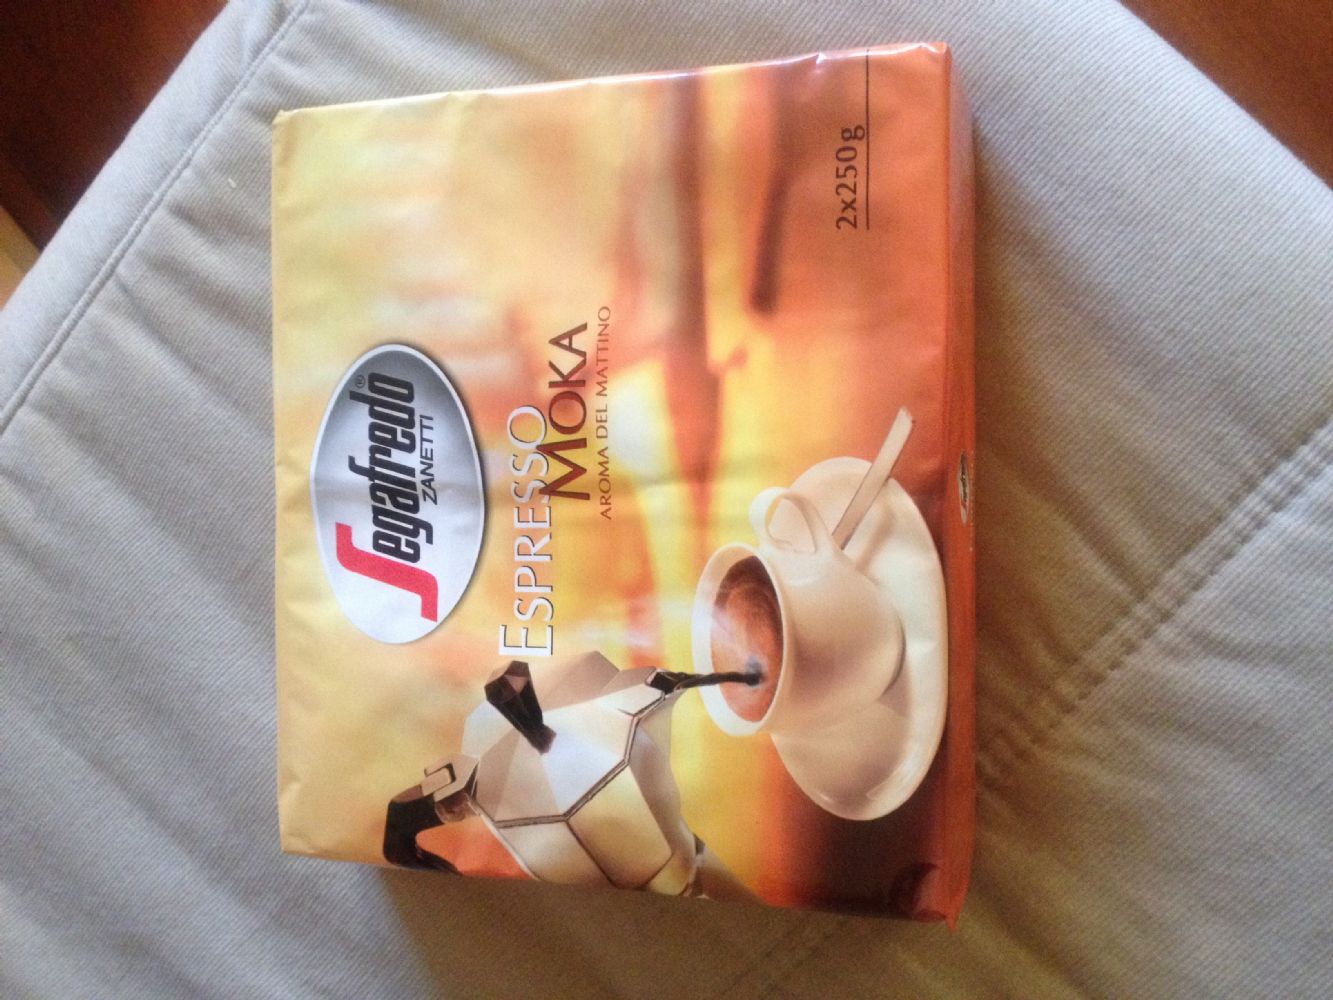 Segafredo®
ZANETTI
ESPRESSO
MOKA
AROMA DEL MATTINO
2x250g